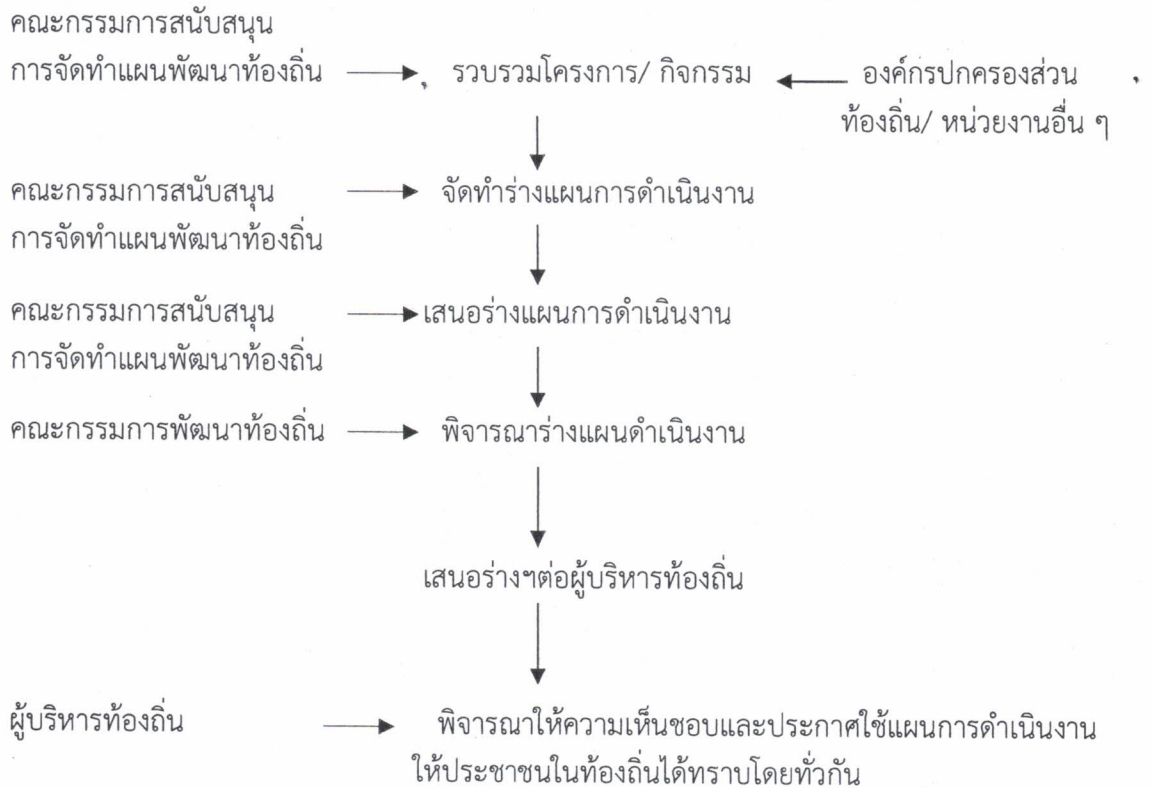 คณะกรรมการสนับสนุน
การจัดทำแผนพัฒนาท้องถิ่น รวบรวมโครงการ/ กิจกรรม องค์กรปกครองส่วน
ท้องถิ่น/ หน่วยงานอื่น ๆ
คณะกรรมการสนับสนุน จัดทำร่างแผนการดำเนินงาน
การจัดทำแผนพัฒนาท้องถิ่น
คณะกรรมการสนับสนุน เสนอร่างแผนการดำเนินงาน
การจัดทำแผนพัฒนาท้องถิ่น
คณะกรรมการพัฒนาท้องถิ่น พิจารณาร่างแผนดำเนินงาน
เสนอร่างฯต่อผู้บริหารท้องถิ่น
ผู้บริหารท้องถิ่น พิจารณาให้ความเห็นชอบและประกาศใช้แผนการดำเนินงาน
ให้ประชาชนในท้องถิ่นได้ทราบโดยทั่วกัน